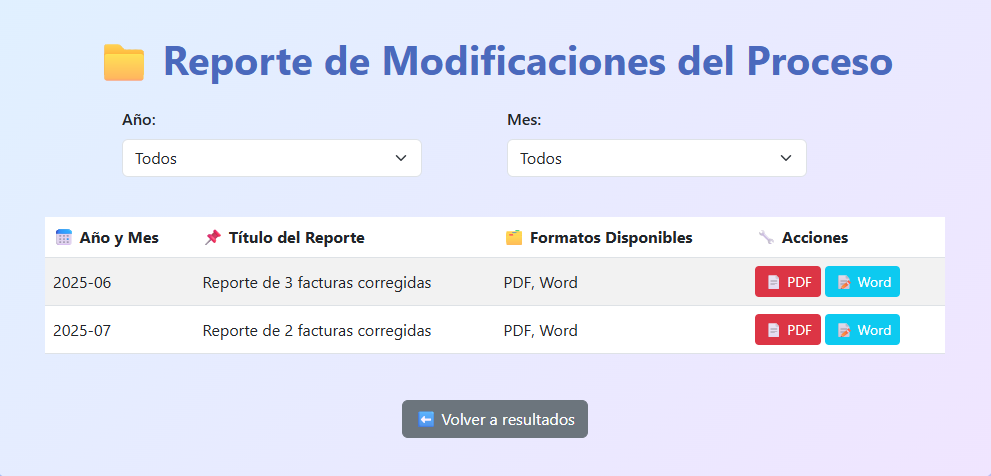 Reporte de Modificaciones del Proceso
Año: Mes:
Todos Todos
Año y Mes Título del Reporte Formatos Disponibles Acciones
2025-06 Reporte de 3 facturas corregidas PDF, Word PDF Word
2025-07 Reporte de 2 facturas corregidas PDF, Word PDF Word
Volver a resultados